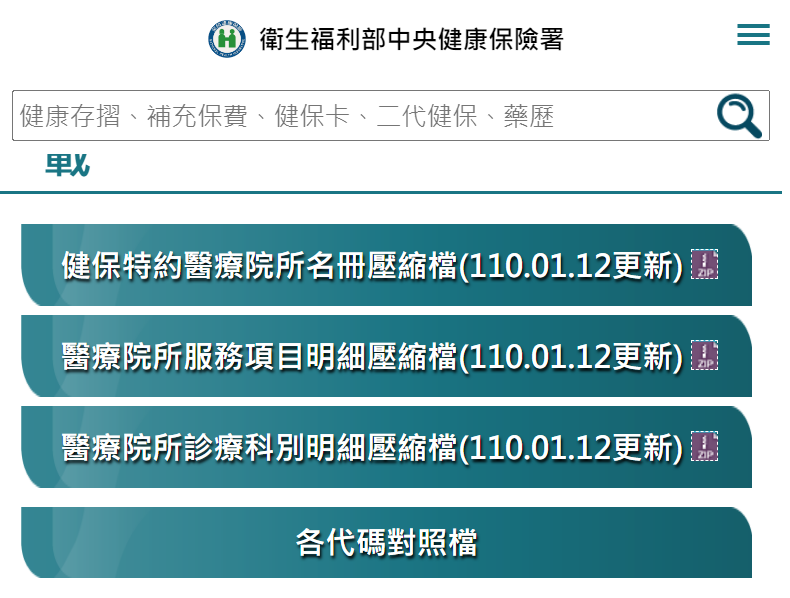 衛生福利部中央健康保險署
健康存摺、補充保費、健保卡、二代健保、藥歷
健保特約醫療院所名冊壓縮檔(110.01.12更新) ZIP
醫療院所服務項目明細壓縮檔(110.01.12更新) ZIP
醫療院所診療科別明細壓縮檔(110.01.12更新) ZIP
各代碼對照檔